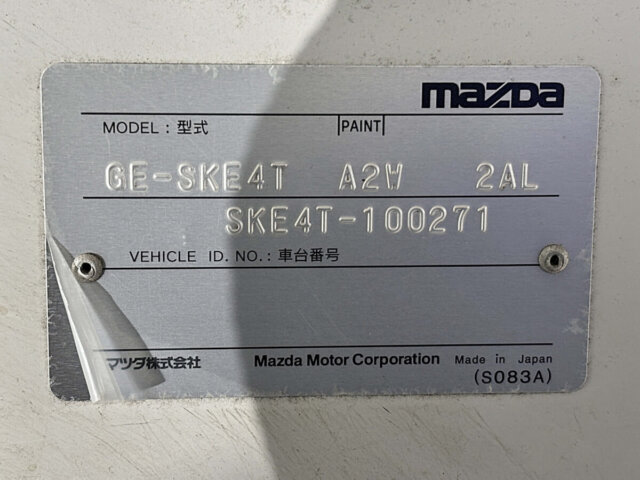 mazda
MODEL : 型式 |PAINT|
GE-SKE4T A2W 2AL
SKE4T-100271
VEHICLE ID. NO. : 車台番号
マツダ株式会社 Mazda Motor Corporation Made in Japan
(S083A)